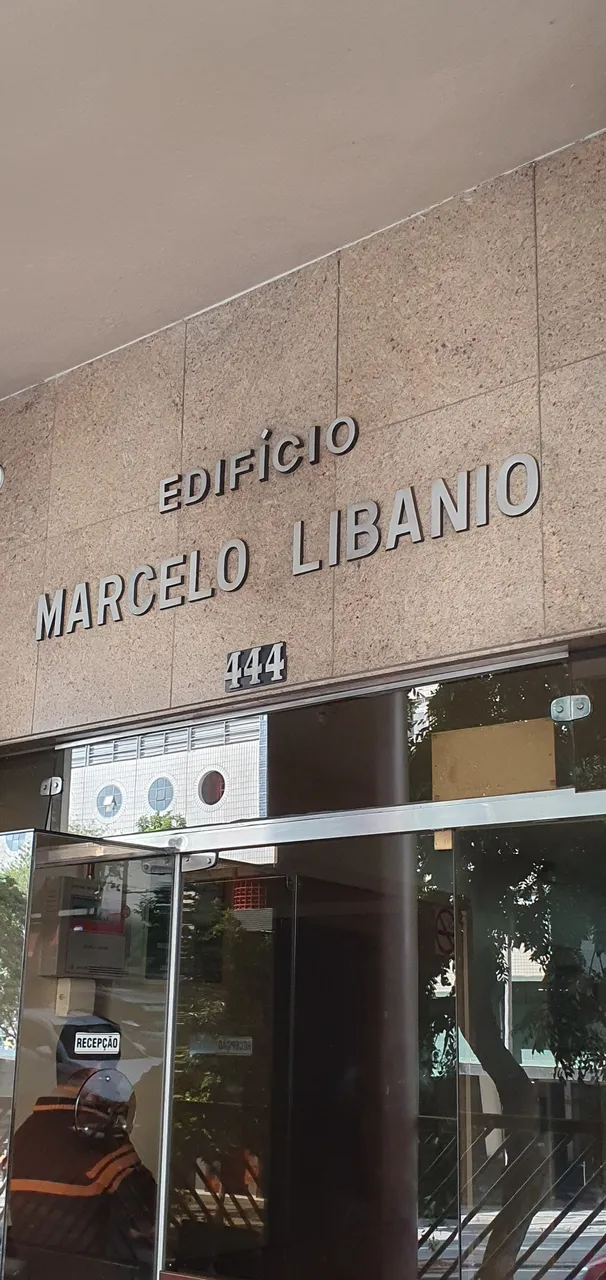 EDIFÍCIO
MARCELO LIBANIO
444
RECEPÇÃO